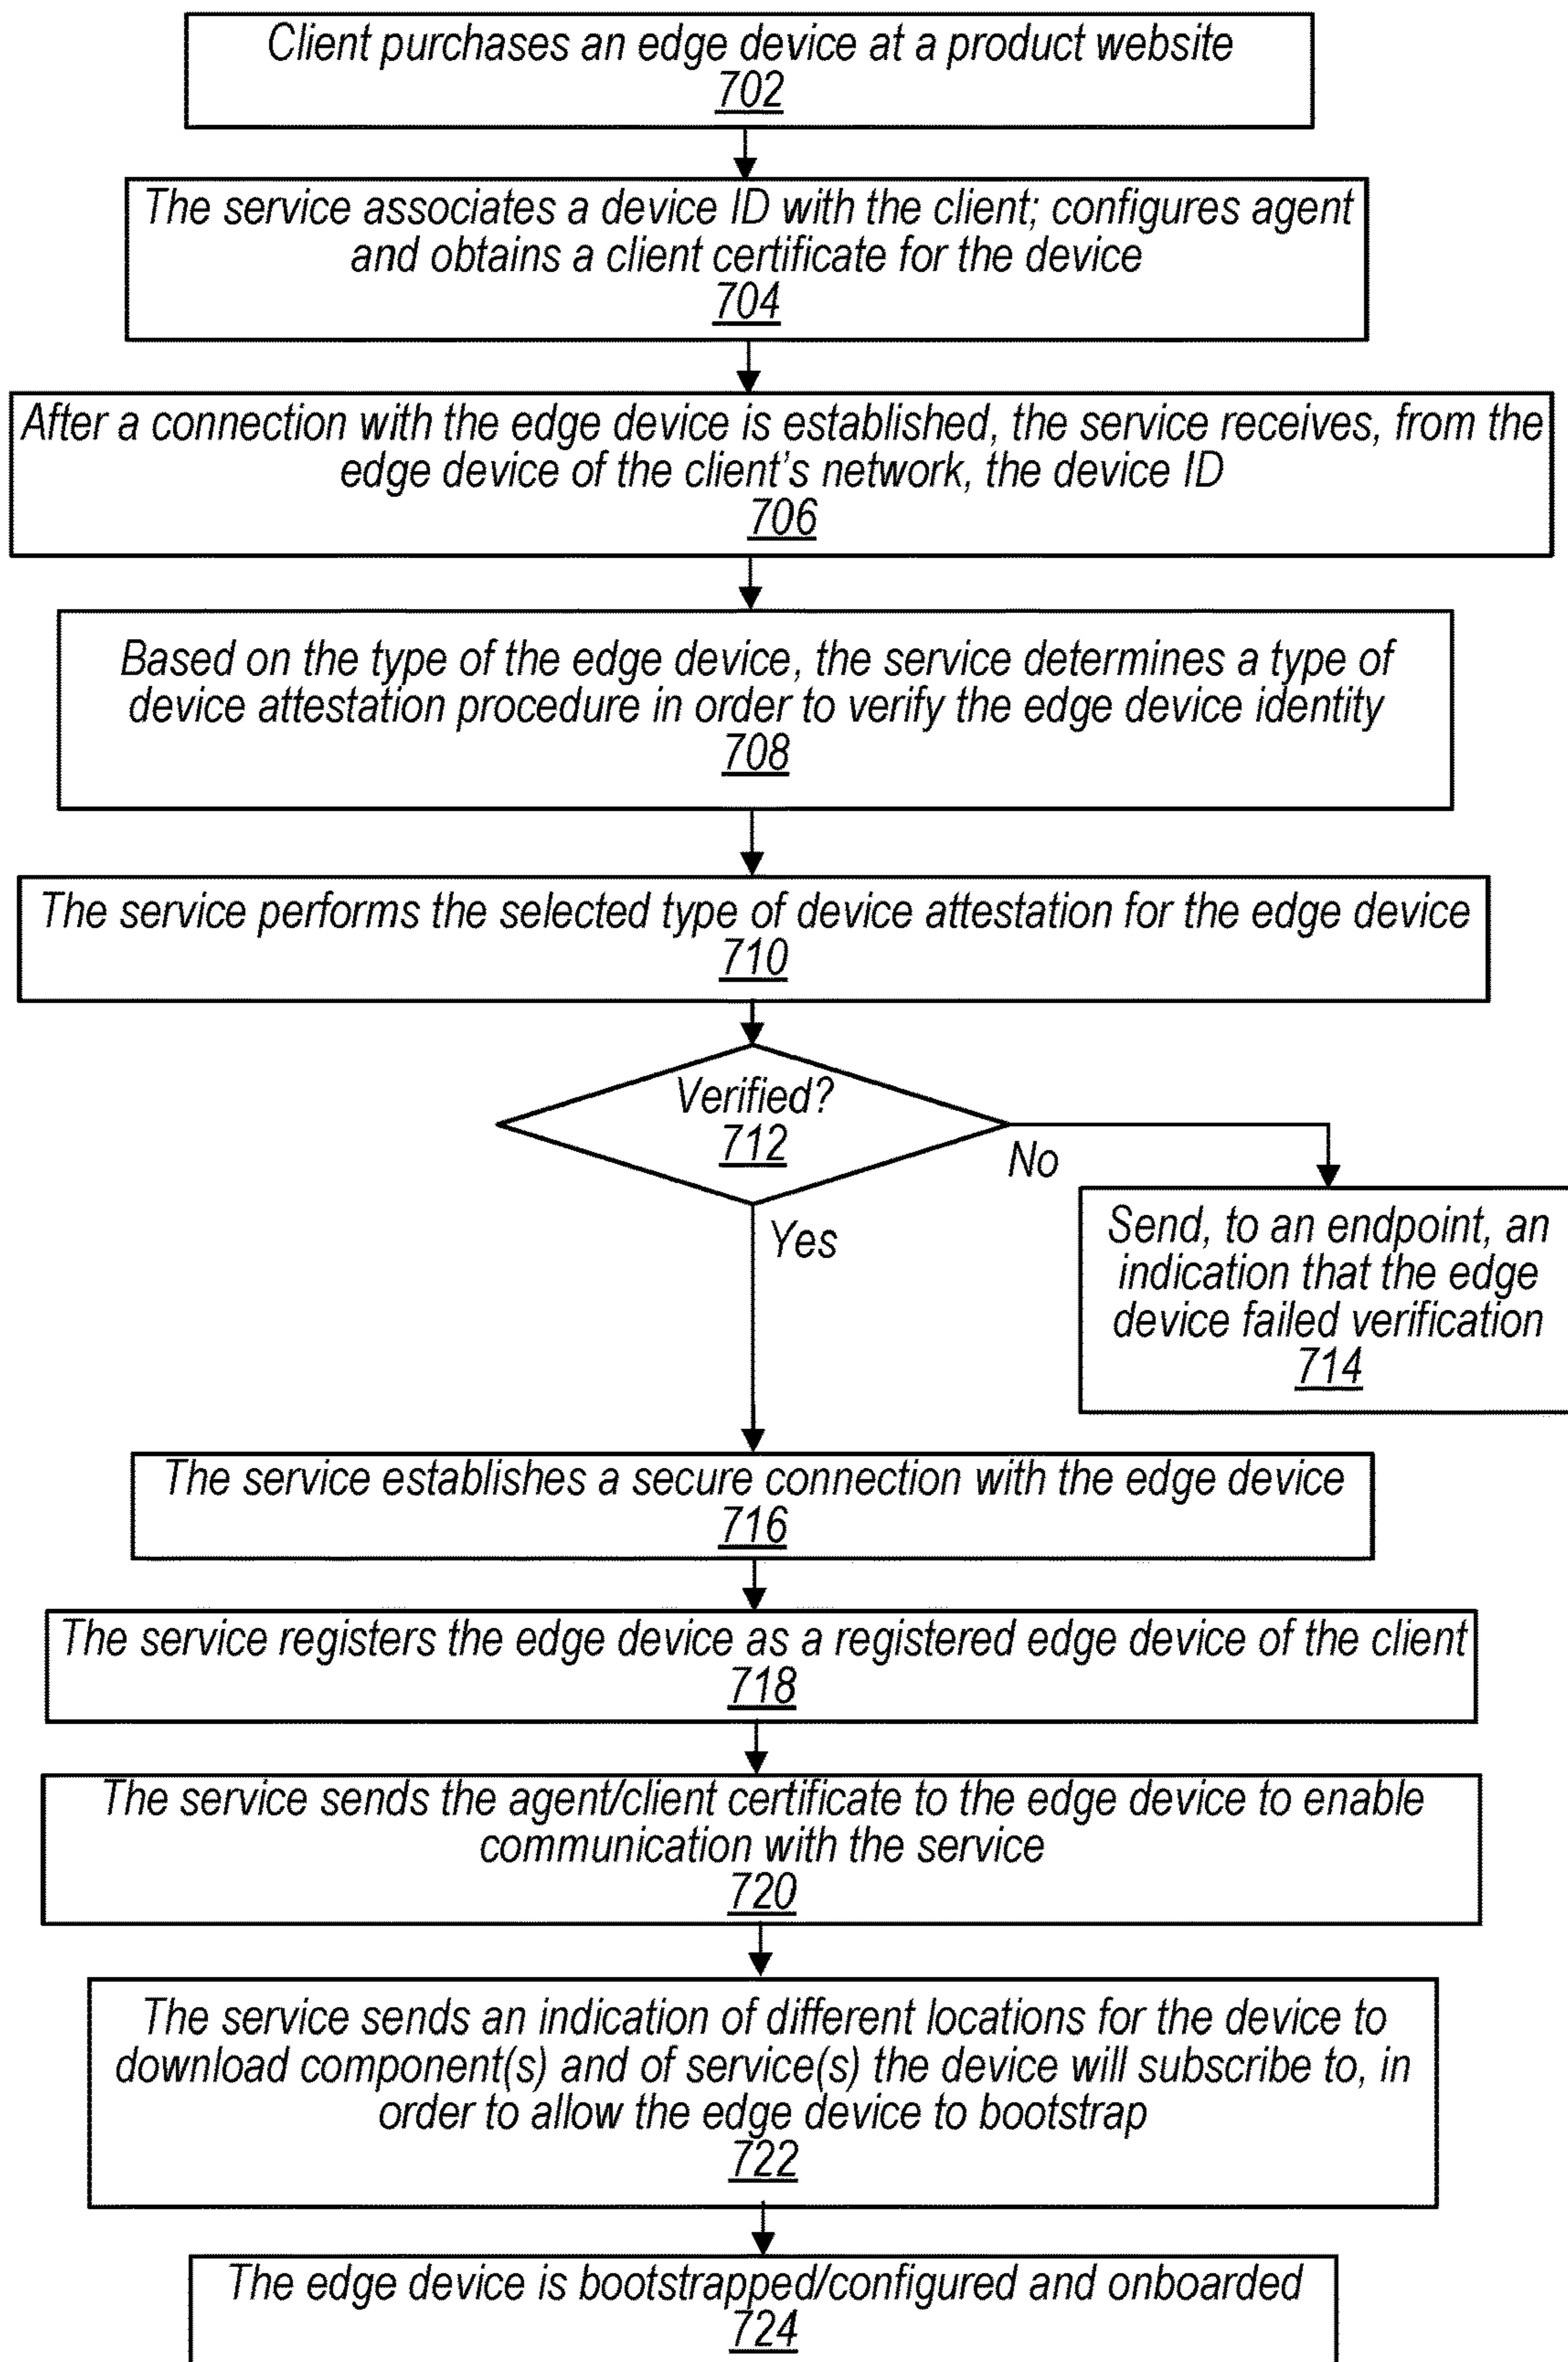 Client purchases an edge device at a product website
702
The service associates a device ID with the client; configures agent
and obtains a client certificate for the device
704
After a connection with the edge device is established, the service receives, from the
edge device of the client's network, the device ID
706
Based on the type of the edge device, the service determines a type of
device attestation procedure in order to verify the edge device identity
708
The service performs the selected type of device attestation for the edge device
710
Verified?
712
No
Yes
Send, to an endpoint, an
indication that the edge
device failed verification
714
The service establishes a secure connection with the edge device
716
The service registers the edge device as a registered edge device of the client
718
The service sends the agent/client certificate to the edge device to enable
communication with the service
720
The service sends an indication of different locations for the device to
download component(s) and of service(s) the device will subscribe to, in
order to allow the edge device to bootstrap
722
The edge device is bootstrapped/configured and onboarded
724